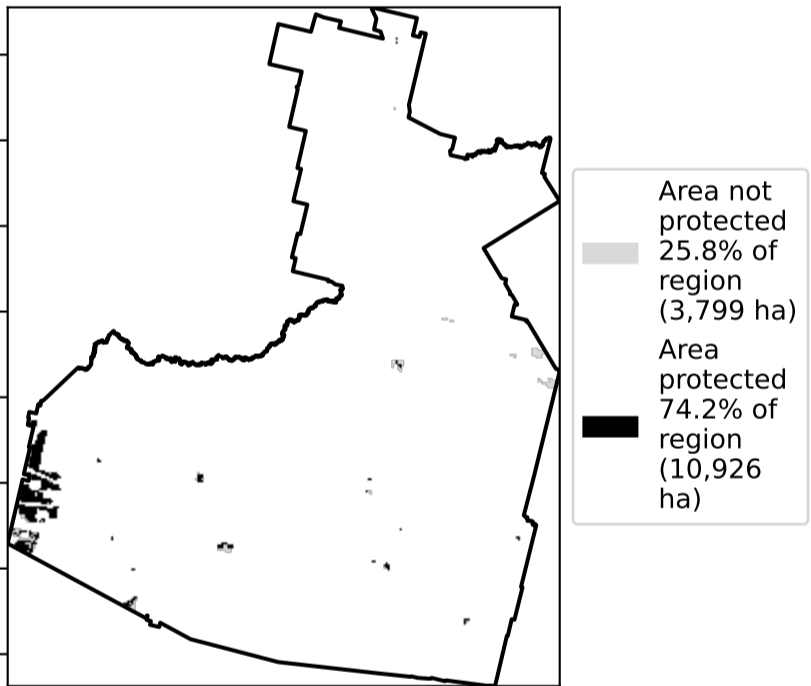 Area not
protected
25.8% of
region
(3,799 ha)
Area
protected
74.2% of
region
(10,926
ha)